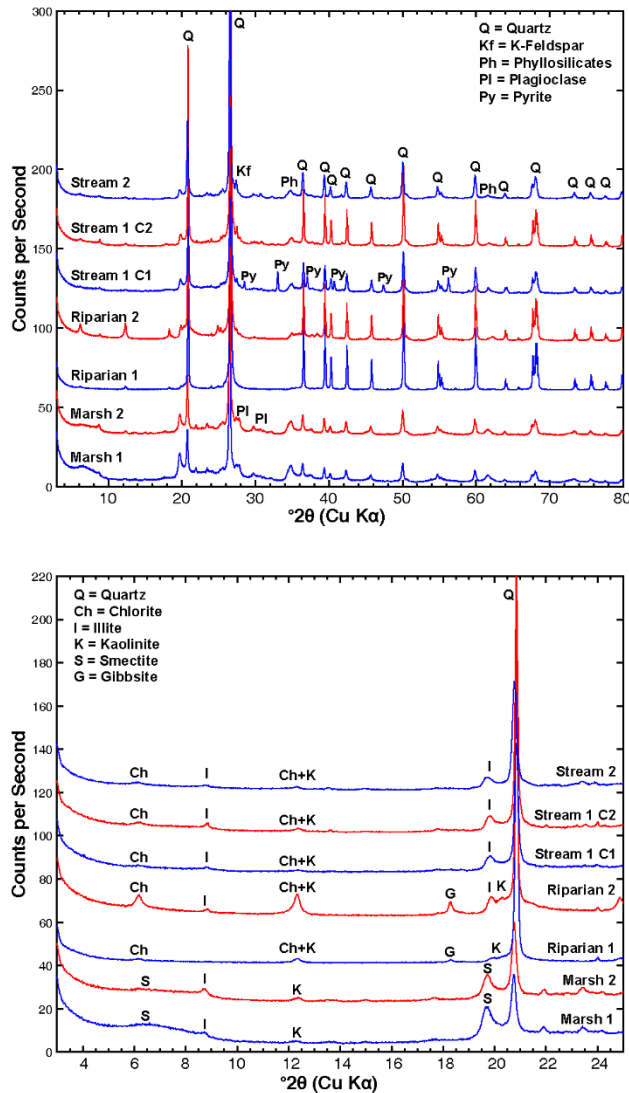 300
250
200
150
100
50
0
Counts per Second
Q
Q
Q = Quartz
Kf = K-Feldspar
Ph = Phyllosilicates
Pl = Plagioclase
Py = Pyrite
Stream 2
Kf
Ph
Q
Q
Q
Q
Q
Q
Q
Q
Ph
Q
Q
Q
Q
Q
Stream 1 C2
Stream 1 C1
Py
Py
Py
Py
Py
Py
Riparian 2
Riparian 1
Marsh 2
Pl
Pl
Marsh 1
10 20 30 40 50 60 70 80
°2θ (Cu Kα)
220
200
180
160
140
120
100
80
60
40
20
0
Counts per Second
Q = Quartz
Ch = Chlorite
I = Illite
K = Kaolinite
S = Smectite
G = Gibbsite
Q
Ch
I
Ch+K
I
Stream 2
I
Stream 1 C2
I
Stream 1 C1
Ch
I
Ch+K
G
I
K
Riparian 2
Ch
Ch+K
G
K
Riparian 1
S
I
K
S
Marsh 2
S
I
K
S
Marsh 1
4 6 8 10 12 14 16 18 20 22 24
°2θ (Cu Kα)